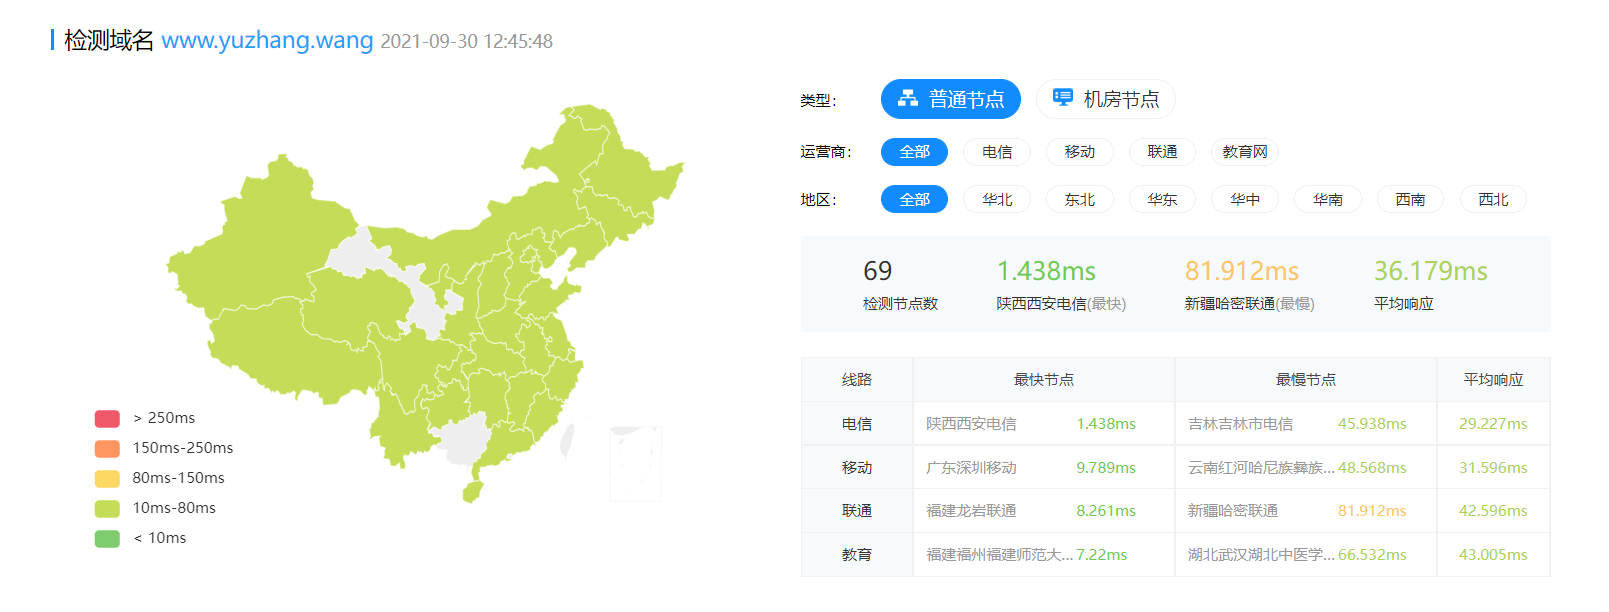 检测域名 www.yuzhang.wang 2021-09-30 12:45:48
类型： 普通节点 机房节点
运营商： 全部 电信 移动 联通 教育网
地区： 全部 华北 东北 华东 华中 华南 西南 西北
69 1.438ms 81.912ms 36.179ms
检测节点数 陕西西安电信(最快) 新疆哈密联通(最慢) 平均响应
线路 最快节点 最慢节点 平均响应
电信 陕西西安电信 1.438ms 吉林吉林市电信 45.938ms 29.227ms
移动 广东深圳移动 9.789ms 云南红河哈尼族彝族... 48.568ms 31.596ms
联通 福建龙岩联通 8.261ms 新疆哈密联通 81.912ms 42.596ms
教育 福建福州福建师范大... 7.22ms 湖北武汉湖北中医学... 66.532ms 43.005ms
> 250ms
150ms-250ms
80ms-150ms
10ms-80ms
< 10ms